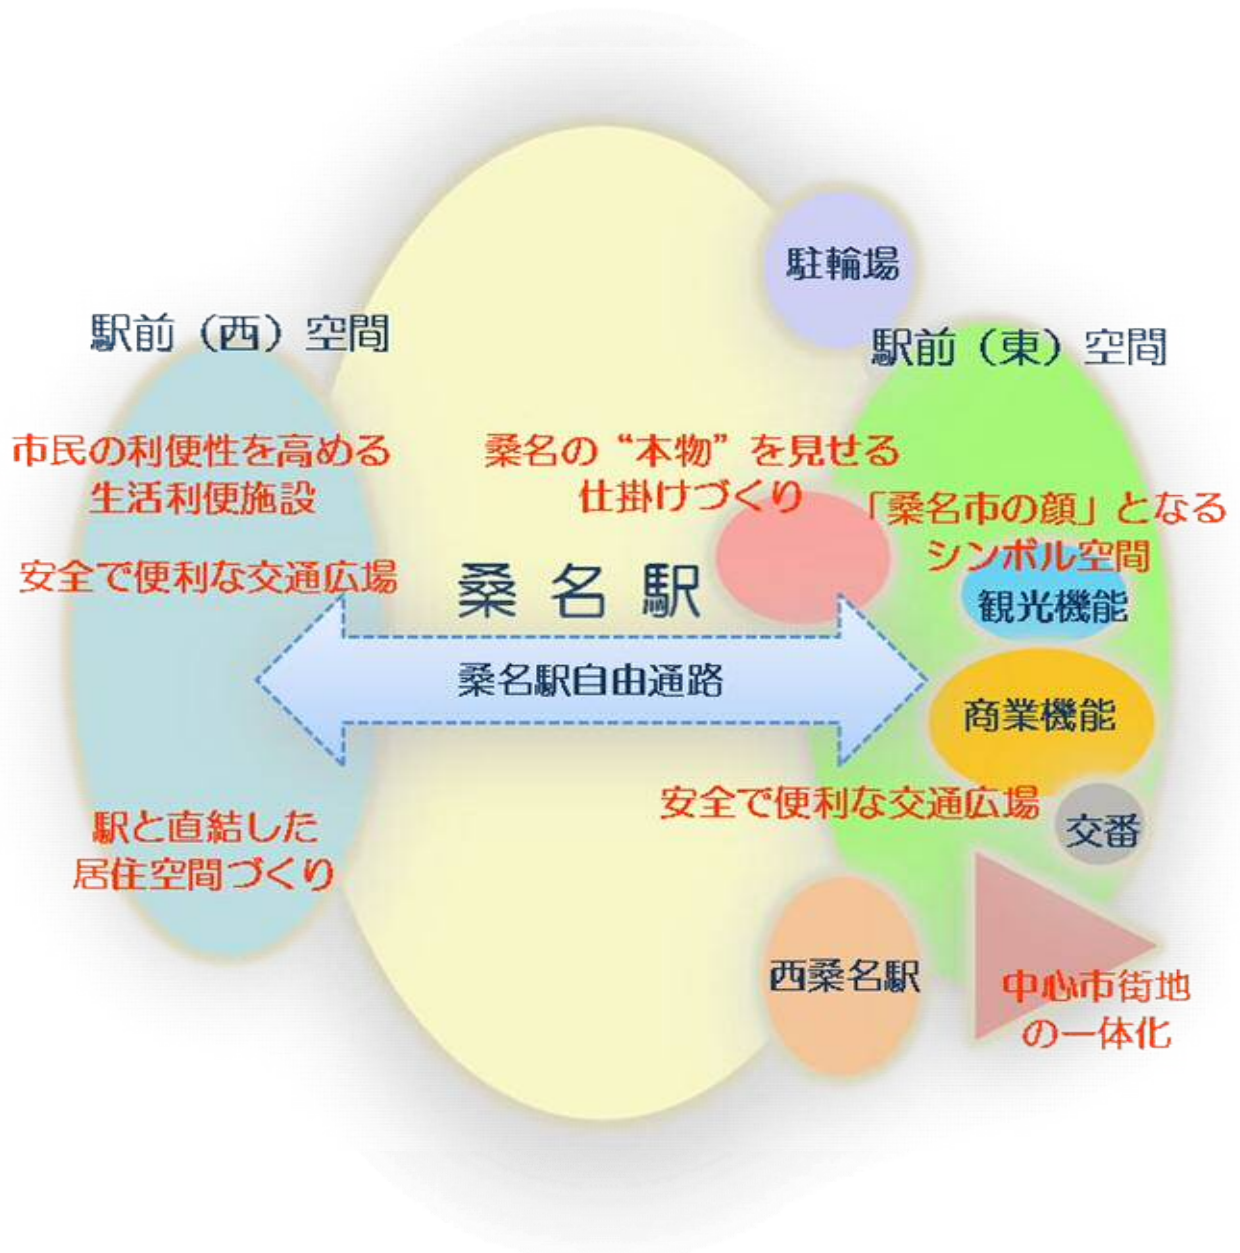 駐輪場
駅前（西）空間
駅前（東）空間
市民の利便性を高める
生活利便施設
桑名の“本物”を見せる
仕掛けづくり
「桑名市の顔」となる
シンボル空間
安全で便利な交通広場
桑名駅
観光機能
桑名駅自由通路
商業機能
安全で便利な交通広場
交番
駅と直結した
居住空間づくり
西桑名駅
中心市街地
の一体化